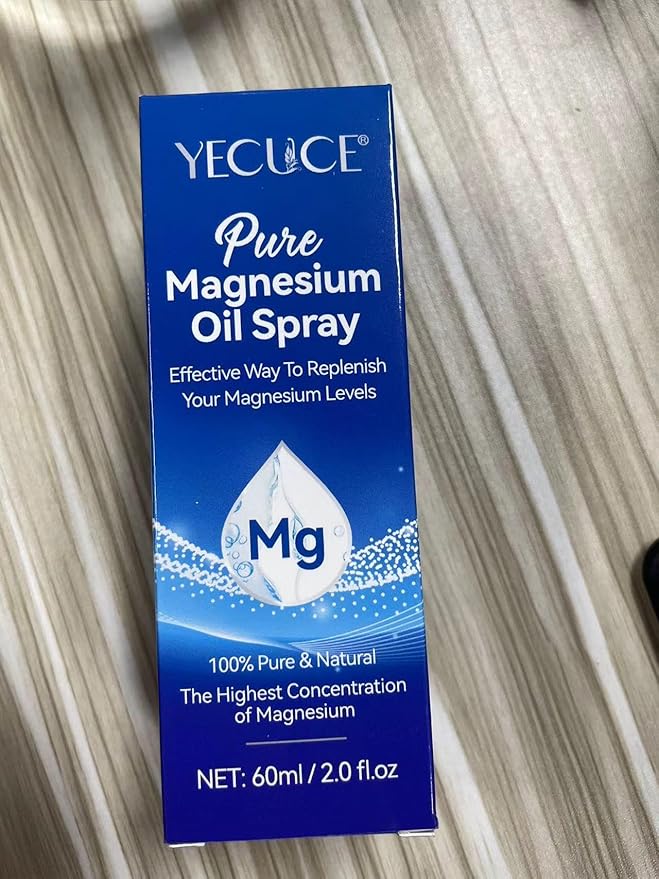 YECUCE®
Pure
Magnesium
Oil Spray
Effective Way To Replenish
Your Magnesium Levels
Mg
100% Pure & Natural
The Highest Concentration
of Magnesium
NET: 60ml / 2.0 fl.oz